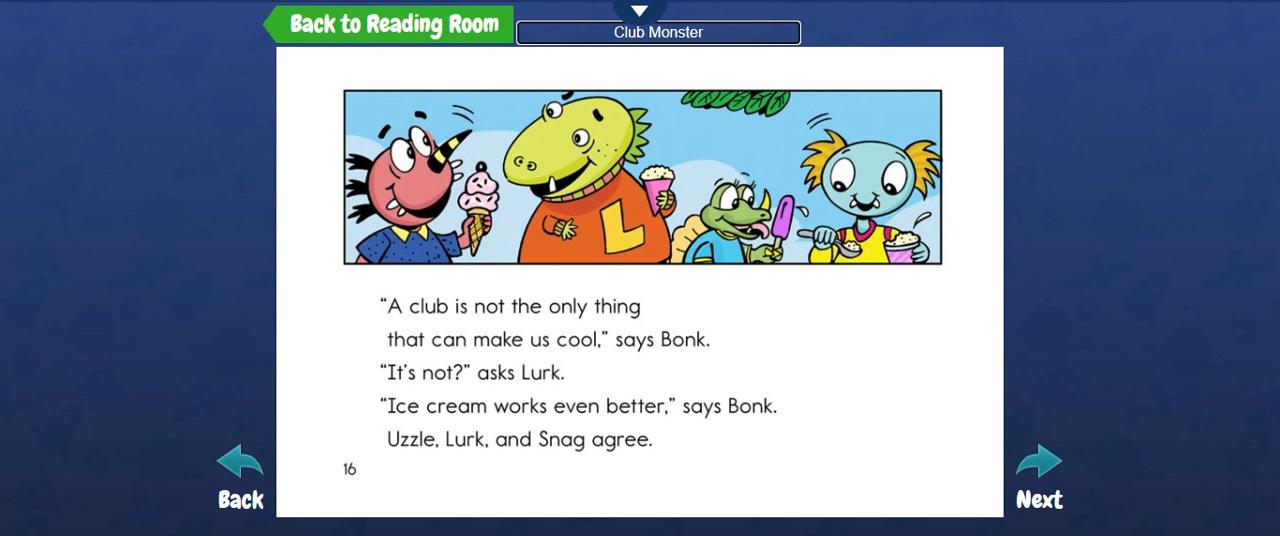 Back to Reading Room
Club Monster
L
“A club is not the only thing
that can make us cool,” says Bonk.
“It’s not?” asks Lurk.
“Ice cream works even better,” says Bonk.
Uzzle, Lurk, and Snag agree.
16
Back
Next